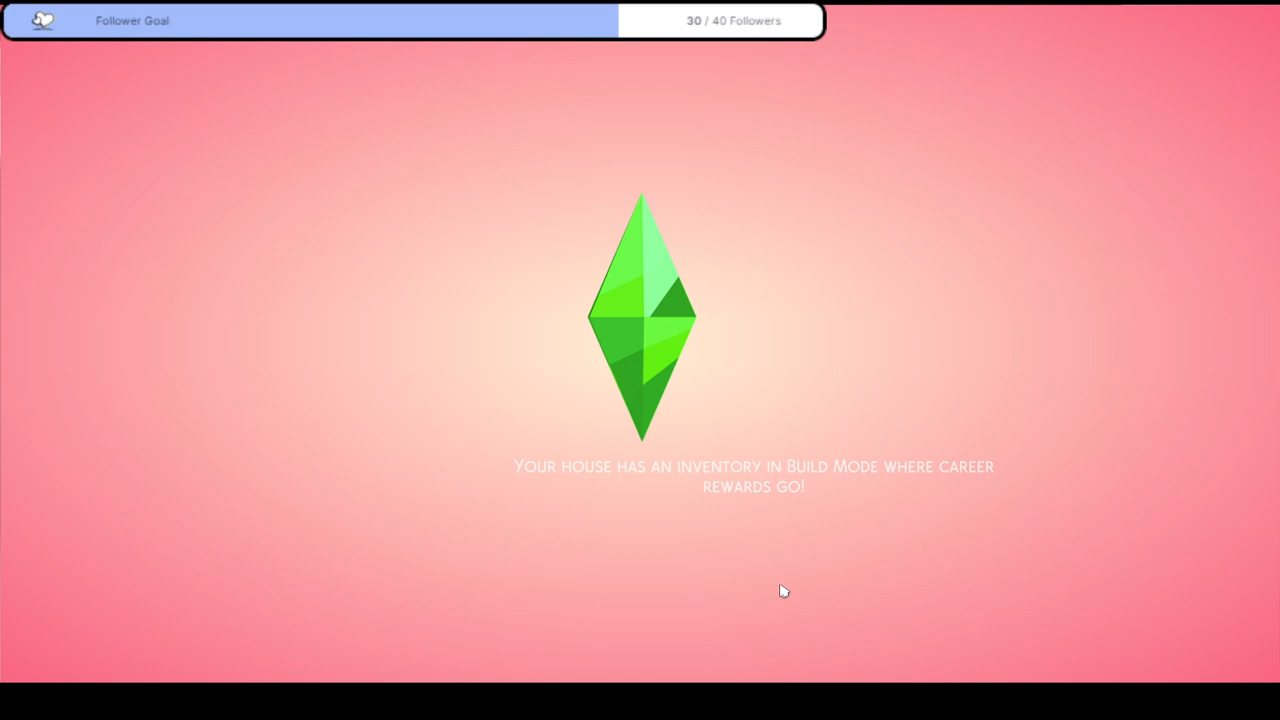 Follower Goal 30 / 40 Followers
Your house has an inventory in Build Mode where career
rewards go!